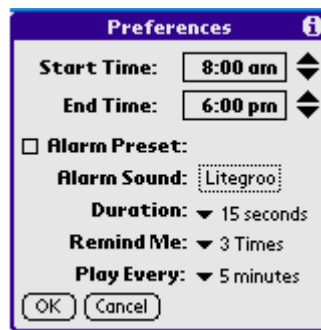 Preferences i
Start Time: 8:00 am
End Time: 6:00 pm
Alarm Preset:
Alarm Sound: Litegroo
Duration: 15 seconds
Remind Me: 3 Times
Play Every: 5 minutes
OK Cancel